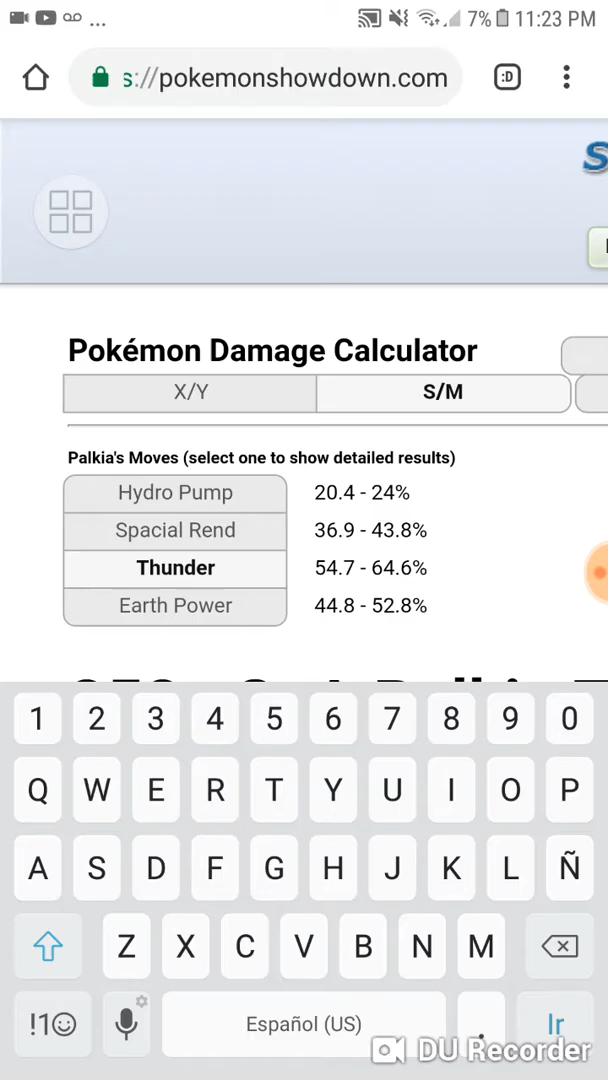 ... 7% 11:23 PM
s://pokemonshowdown.com :D
S
Pokémon Damage Calculator
X/Y S/M
Palkia's Moves (select one to show detailed results)
Hydro Pump 20.4 - 24%
Spacial Rend 36.9 - 43.8%
Thunder 54.7 - 64.6%
Earth Power 44.8 - 52.8%
1 2 3 4 5 6 7 8 9 0
Q W E R T Y U I O P
A S D F G H J K L Ñ
Z X C V B N M
!1☺ Español (US) . Ir
DU Recorder